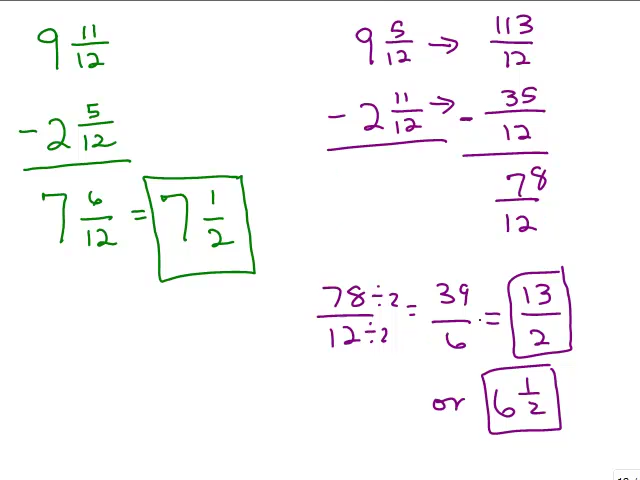 9 11/12
- 2 5/12
7 6/12 = 7 1/2
9 5/12 → 113/12
- 2 11/12 → - 35/12
78/12
78÷2/12÷2 = 39/6 = 13/2
or 6 1/2